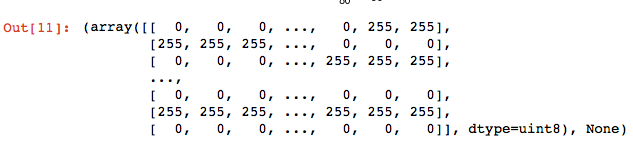 Out[11]: (array([[  0,   0,   0, ...,   0, 255, 255],
       [255, 255, 255, ...,   0,   0,   0],
       [  0,   0,   0, ..., 255, 255, 255],
       ...,
       [  0,   0,   0, ...,   0,   0,   0],
       [255, 255, 255, ..., 255, 255, 255],
       [  0,   0,   0, ...,   0,   0,   0]], dtype=uint8), None)